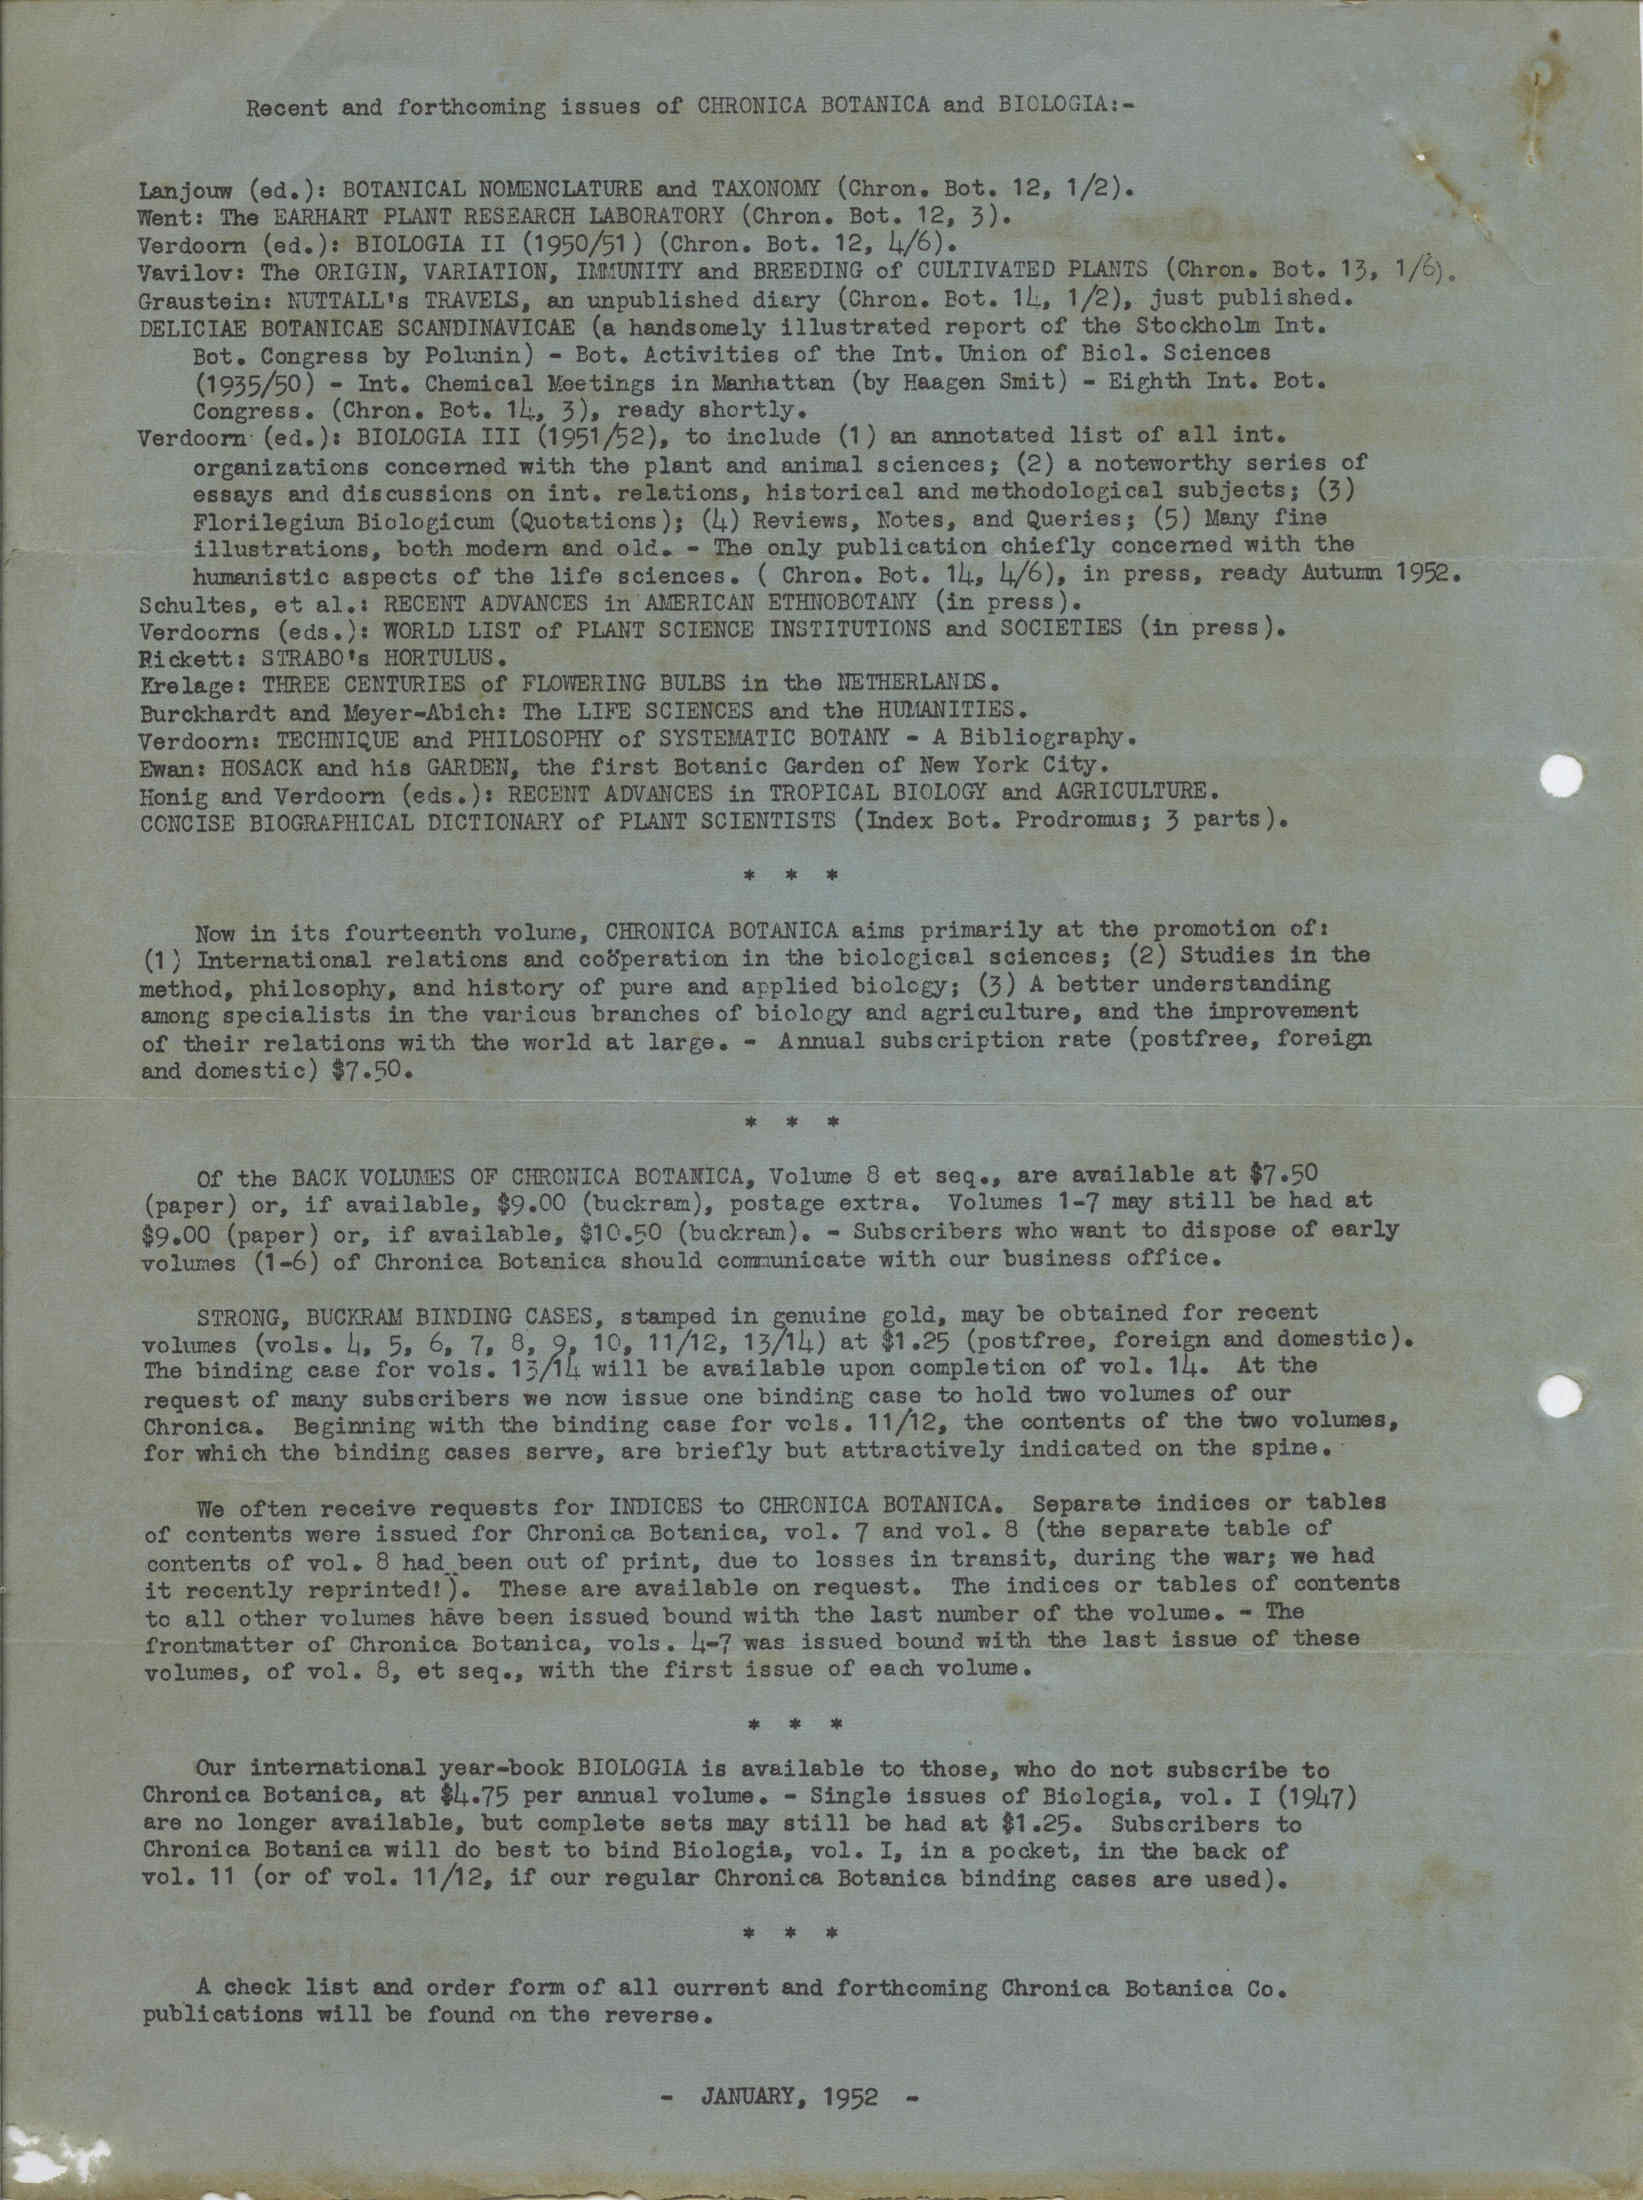 Recent and forthcoming issues of CHRONICA BOTANICA and BIOLOGIA:-
Lanjouw (ed.): BOTANICAL NOMENCLATURE and TAXONOMY (Chron. Bot. 12, 1/2).
Went: The EARHART PLANT RESEARCH LABORATORY (Chron. Bot. 12, 3).
Verdoorn (ed.): BIOLOGIA II (1950/51) (Chron. Bot. 12, 4/6).
Vavilov: The ORIGIN, VARIATION, IMMUNITY and BREEDING of CULTIVATED PLANTS (Chron. Bot. 13, 1/6).
Graustein: NUTTALL's TRAVELS, an unpublished diary (Chron. Bot. 14, 1/2), just published.
DELICIAE BOTANICAE SCANDINAVICAE (a handsomely illustrated report of the Stockholm Int.
Bot. Congress by Polunin) - Bot. Activities of the Int. Union of Biol. Sciences
(1935/50) - Int. Chemical Meetings in Manhattan (by Haagen Smit) - Eighth Int. Bot.
Congress. (Chron. Bot. 14, 3), ready shortly.
Verdoorn (ed.): BIOLOGIA III (1951/52), to include (1) an annotated list of all int.
organizations concerned with the plant and animal sciences; (2) a noteworthy series of
essays and discussions on int. relations, historical and methodological subjects; (3)
Florilegium Biologicum (Quotations); (4) Reviews, Notes, and Queries; (5) Many fine
illustrations, both modern and old. - The only publication chiefly concerned with the
humanistic aspects of the life sciences. ( Chron. Bot. 14, 4/6), in press, ready Autumn 1952.
Schultes, et al.: RECENT ADVANCES in AMERICAN ETHNOBOTANY (in press).
Verdoorns (eds.): WORLD LIST of PLANT SCIENCE INSTITUTIONS and SOCIETIES (in press).
Rickett: STRABO's HORTULUS.
Krelage: THREE CENTURIES of FLOWERING BULBS in the NETHERLANDS.
Burckhardt and Meyer-Abich: The LIFE SCIENCES and the HUMANITIES.
Verdoorn: TECHNIQUE and PHILOSOPHY of SYSTEMATIC BOTANY - A Bibliography.
Ewan: HOSACK and his GARDEN, the first Botanic Garden of New York City.
Honig and Verdoorn (eds.): RECENT ADVANCES in TROPICAL BIOLOGY and AGRICULTURE.
CONCISE BIOGRAPHICAL DICTIONARY of PLANT SCIENTISTS (Index Bot. Prodromus; 3 parts).
* * *
Now in its fourteenth volume, CHRONICA BOTANICA aims primarily at the promotion of:
(1) International relations and coöperation in the biological sciences; (2) Studies in the
method, philosophy, and history of pure and applied biology; (3) A better understanding
among specialists in the various branches of biology and agriculture, and the improvement
of their relations with the world at large. - Annual subscription rate (postfree, foreign
and domestic) $7.50.
* * *
Of the BACK VOLUMES OF CHRONICA BOTANICA, Volume 8 et seq., are available at $7.50
(paper) or, if available, $9.00 (buckram), postage extra. Volumes 1-7 may still be had at
$9.00 (paper) or, if available, $10.50 (buckram). - Subscribers who want to dispose of early
volumes (1-6) of Chronica Botanica should communicate with our business office.
STRONG, BUCKRAM BINDING CASES, stamped in genuine gold, may be obtained for recent
volumes (vols. 4, 5, 6, 7, 8, 9, 10, 11/12, 13/14) at $1.25 (postfree, foreign and domestic).
The binding case for vols. 13/14 will be available upon completion of vol. 14. At the
request of many subscribers we now issue one binding case to hold two volumes of our
Chronica. Beginning with the binding case for vols. 11/12, the contents of the two volumes,
for which the binding cases serve, are briefly but attractively indicated on the spine.
We often receive requests for INDICES to CHRONICA BOTANICA. Separate indices or tables
of contents were issued for Chronica Botanica, vol. 7 and vol. 8 (the separate table of
contents of vol. 8 had been out of print, due to losses in transit, during the war; we had
it recently reprinted!). These are available on request. The indices or tables of contents
to all other volumes have been issued bound with the last number of the volume. - The
frontmatter of Chronica Botanica, vols. 4-7 was issued bound with the last issue of these
volumes, of vol. 8, et seq., with the first issue of each volume.
* * *
Our international year-book BIOLOGIA is available to those, who do not subscribe to
Chronica Botanica, at $4.75 per annual volume. - Single issues of Biologia, vol. I (1947)
are no longer available, but complete sets may still be had at $1.25. Subscribers to
Chronica Botanica will do best to bind Biologia, vol. I, in a pocket, in the back of
vol. 11 (or of vol. 11/12, if our regular Chronica Botanica binding cases are used).
* * *
A check list and order form of all current and forthcoming Chronica Botanica Co.
publications will be found on the reverse.
- JANUARY, 1952 -